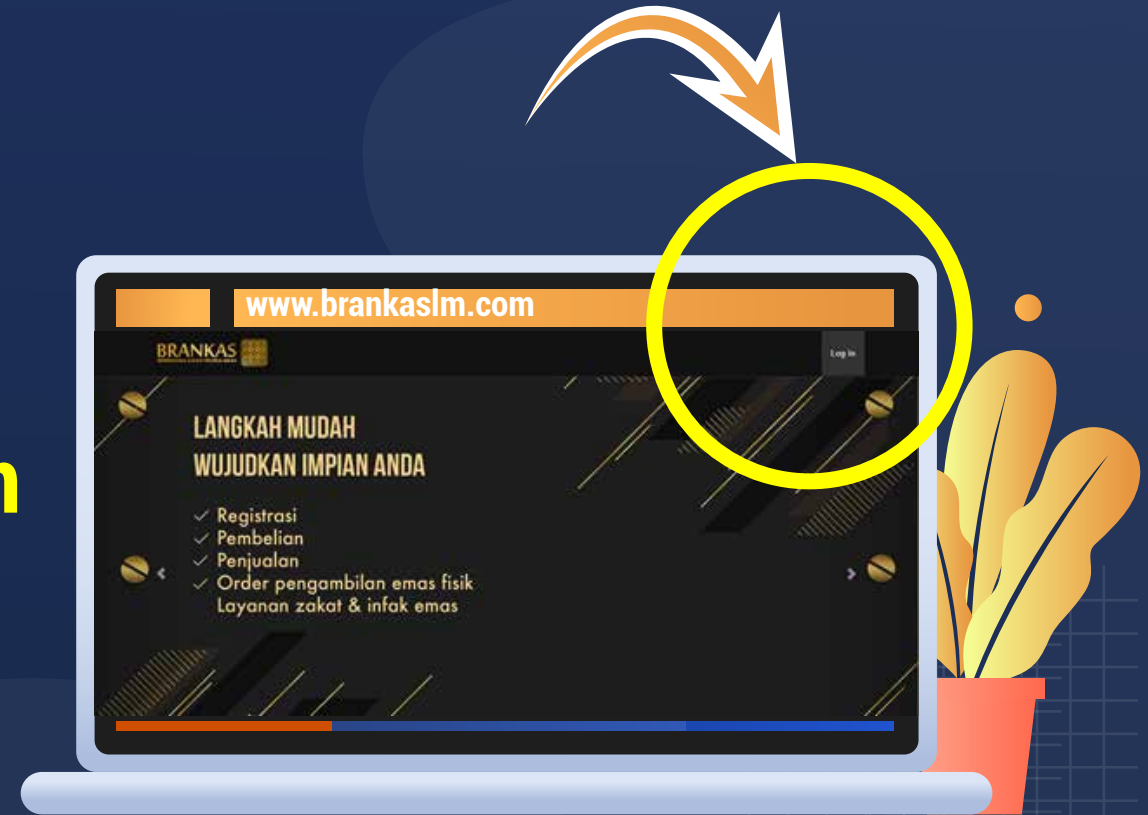 www.brankaslm.com
BRANKAS
Log in
LANGKAH MUDAH
WUJUDKAN IMPIAN ANDA
Registrasi
Pembelian
Penjualan
Order pengambilan emas fisik
Layanan zakat & infak emas
n